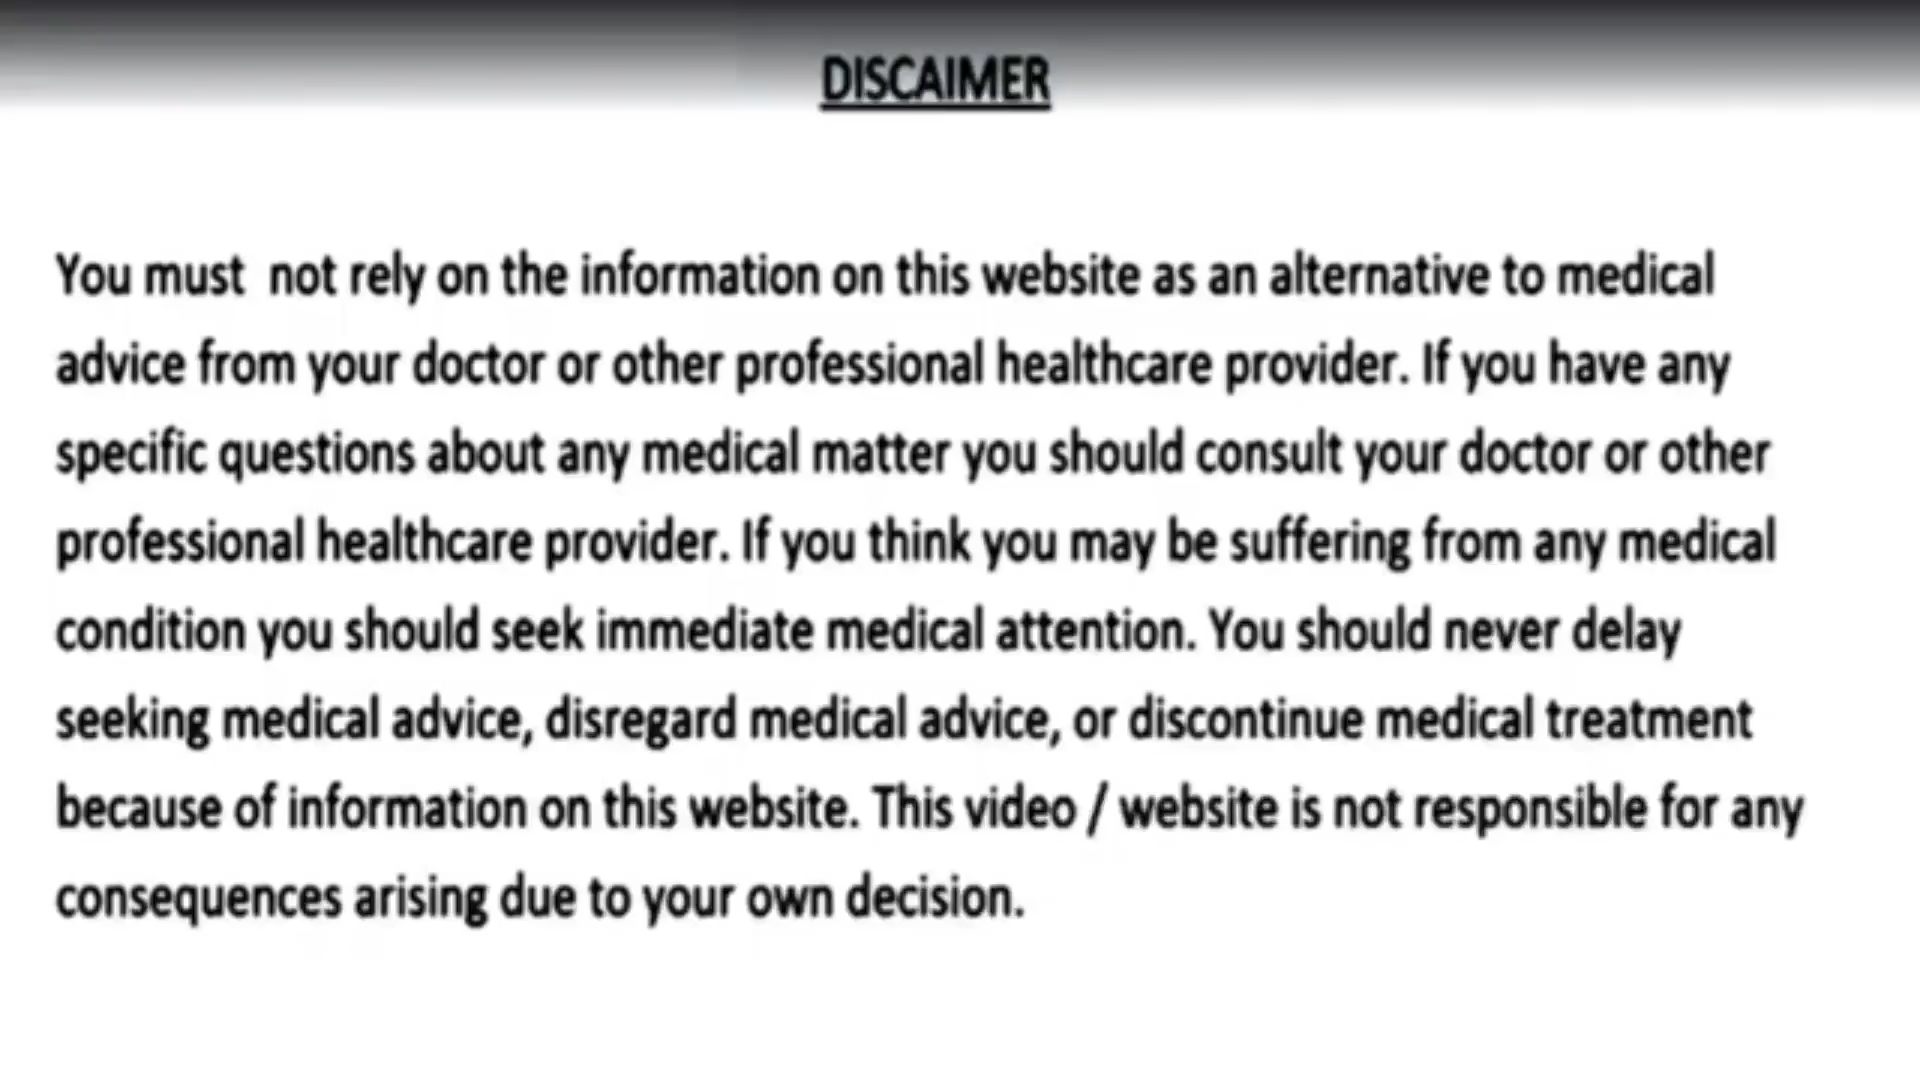 DISCAIMER
You must  not rely on the information on this website as an alternative to medical
advice from your doctor or other professional healthcare provider. If you have any
specific questions about any medical matter you should consult your doctor or other
professional healthcare provider. If you think you may be suffering from any medical
condition you should seek immediate medical attention. You should never delay
seeking medical advice, disregard medical advice, or discontinue medical treatment
because of information on this website. This video / website is not responsible for any
consequences arising due to your own decision.